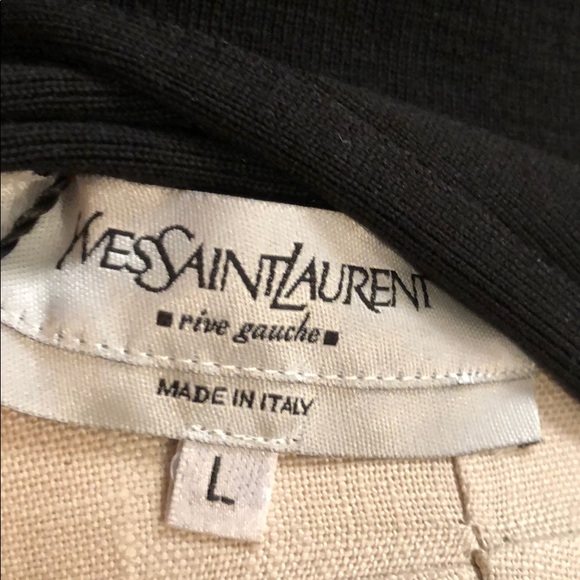 YVESSAINTLAURENT
rive gauche
MADE IN ITALY
L